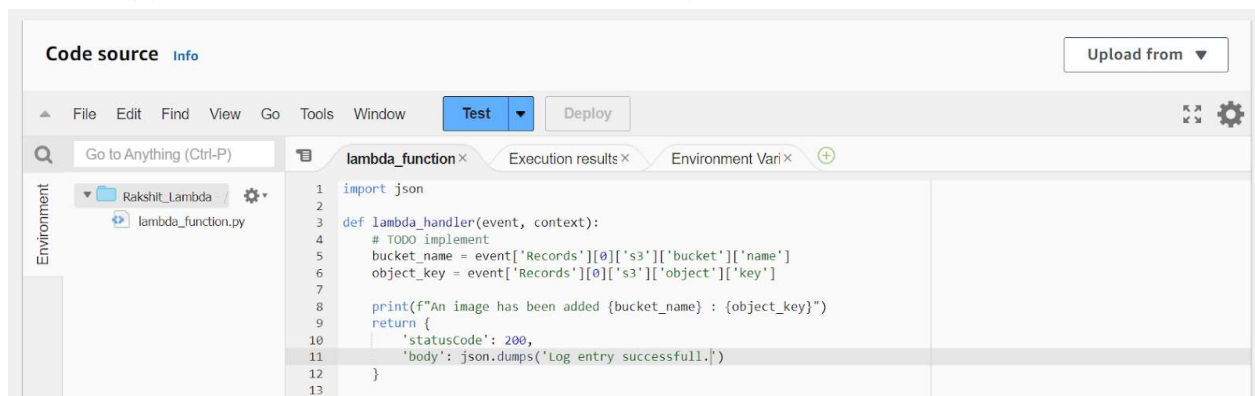 Code source Info
Upload from
File Edit Find View Go Tools Window Test Deploy
Go to Anything (Ctrl-P)
lambda_function × Execution results × Environment Vari ×
Environment
Rakshit_Lambda /
lambda_function.py
1 import json
2
3 def lambda_handler(event, context):
4 # TODO implement
5 bucket_name = event['Records'][0]['s3']['bucket']['name']
6 object_key = event['Records'][0]['s3']['object']['key']
7
8 print(f"An image has been added {bucket_name} : {object_key}")
9 return {
10 'statusCode': 200,
11 'body': json.dumps('Log entry successfull.')
12 }
13